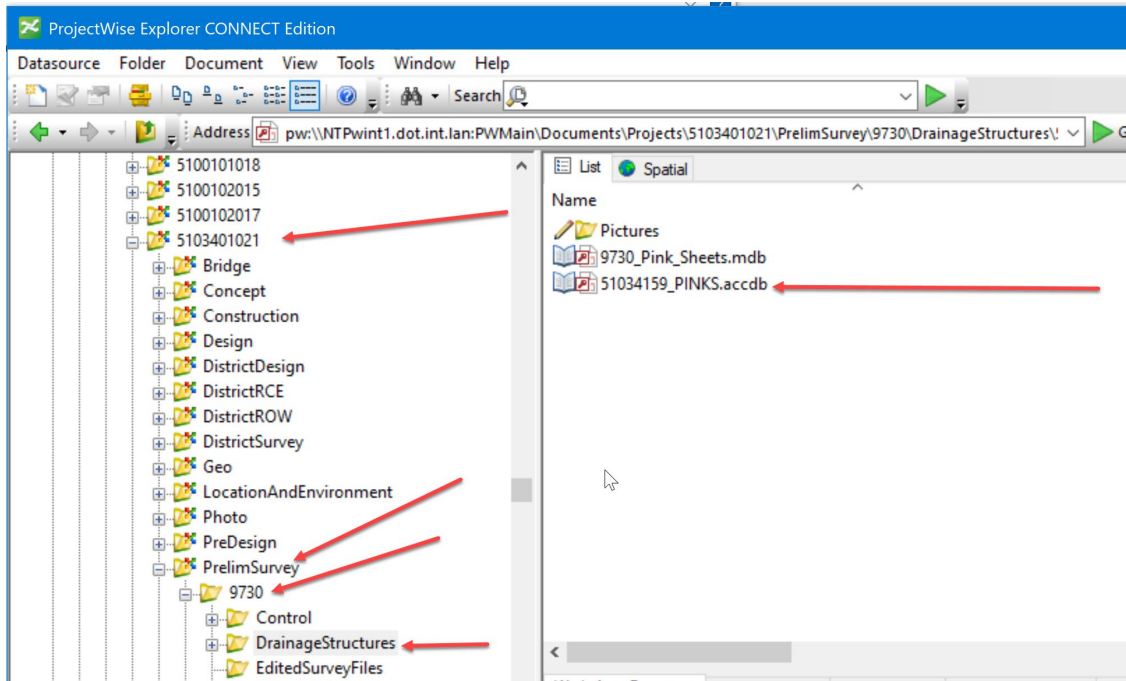 ProjectWise Explorer CONNECT Edition
Datasource Folder Document View Tools Window Help
Search
Address pw:\\NTPwint1.dot.int.lan:PWMain\Documents\Projects\5103401021\PrelimSurvey\9730\DrainageStructures\
5100101018
5100102015
5100102017
5103401021
Bridge
Concept
Construction
Design
DistrictDesign
DistrictRCE
DistrictROW
DistrictSurvey
Geo
LocationAndEnvironment
Photo
PreDesign
PrelimSurvey
9730
Control
DrainageStructures
EditedSurveyFiles
List Spatial
Name
Pictures
9730_Pink_Sheets.mdb
51034159_PINKS.accdb